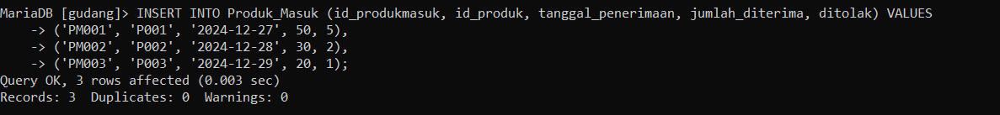 MariaDB [gudang]> INSERT INTO Produk_Masuk (id_produkmasuk, id_produk, tanggal_penerimaan, jumlah_diterima, ditolak) VALUES
    -> ('PM001', 'P001', '2024-12-27', 50, 5),
    -> ('PM002', 'P002', '2024-12-28', 30, 2),
    -> ('PM003', 'P003', '2024-12-29', 20, 1);
Query OK, 3 rows affected (0.003 sec)
Records: 3  Duplicates: 0  Warnings: 0